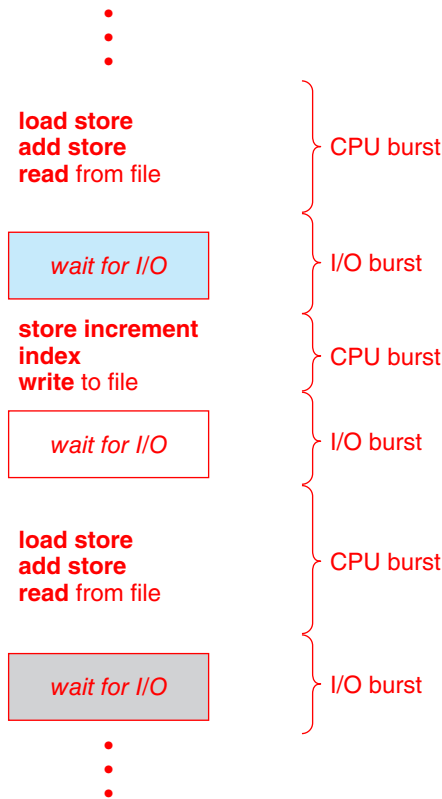 load store
add store
read from file
CPU burst
wait for I/O
I/O burst
store increment
index
write to file
CPU burst
wait for I/O
I/O burst
load store
add store
read from file
CPU burst
wait for I/O
I/O burst